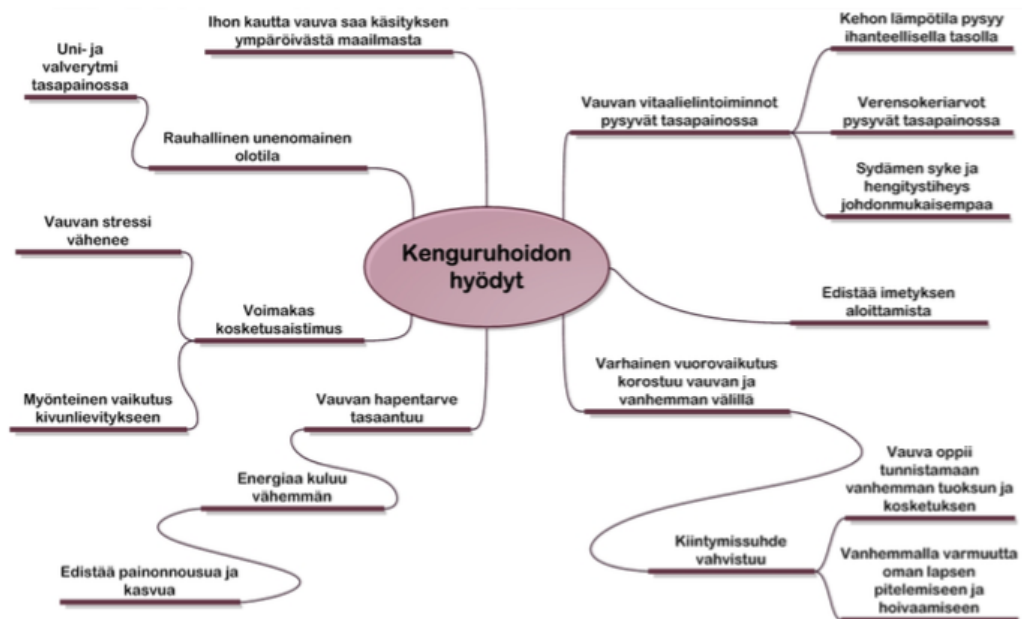 Ihon kautta vauva saa käsityksen
ympäröivästä maailmasta
Uni- ja
valverytmi
tasapainossa
Rauhallinen unenomainen
olotila
Vauvan stressi
vähenee
Voimakas
kosketusaistimus
Myönteinen vaikutus
kivunlievitykseen
Vauvan hapentarve
tasaantuu
Energiaa kuluu
vähemmän
Edistää painonnousua ja
kasvua
Kenguruhoidon
hyödyt
Kehon lämpötila pysyy
ihanteellisella tasolla
Vauvan vitaalielintoiminnot
pysyvät tasapainossa
Verensokeriarvot
pysyvät tasapainossa
Sydämen syke ja
hengitystiheys
johdonmukaisempaa
Edistää imetyksen
aloittamista
Varhainen vuorovaikutus
korostuu vauvan ja
vanhemman välillä
Kiintymissuhde
vahvistuu
Vauva oppii
tunnistamaan
vanhemman tuoksun ja
kosketuksen
Vanhemmalla varmuutta
oman lapsen
pitelemiseen ja
hoivaamiseen